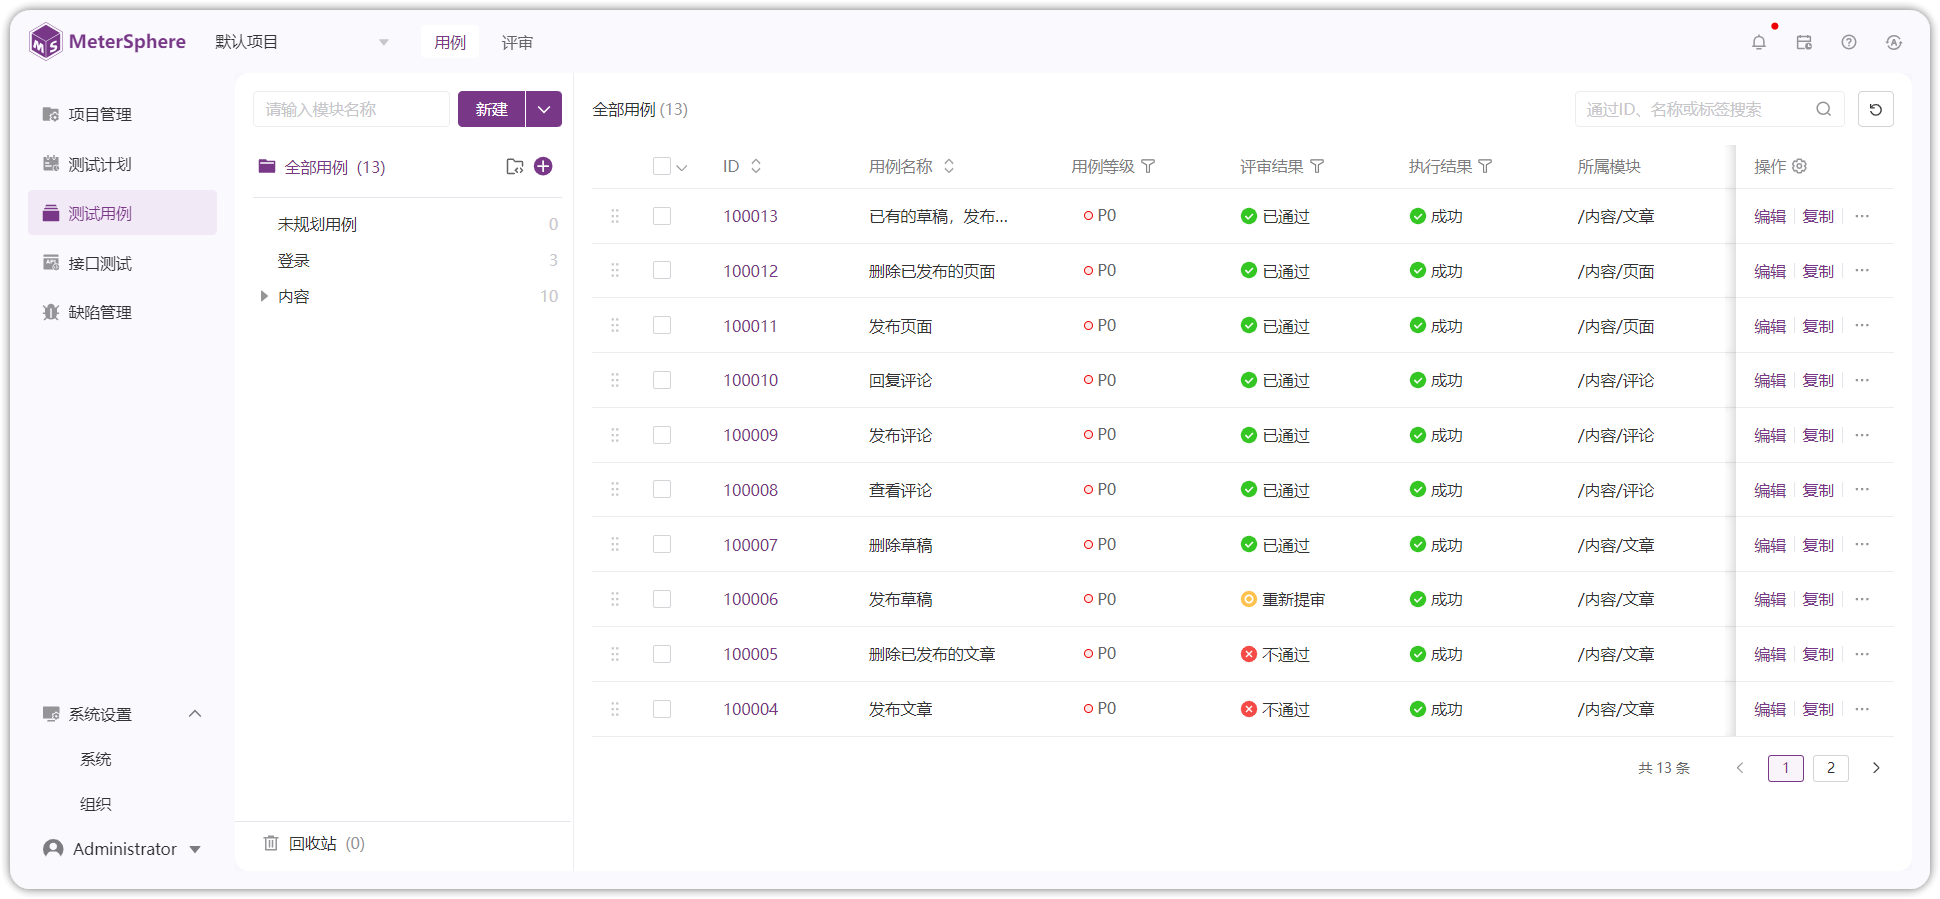 MeterSphere 默认项目 用例 评审
项目管理
测试计划
测试用例
接口测试
缺陷管理
系统设置
系统
组织
Administrator
请输入模块名称 新建
全部用例 (13)
未规划用例 0
登录 3
内容 10
回收站 (0)
全部用例 (13) 通过ID、名称或标签搜索
ID 用例名称 用例等级 评审结果 执行结果 所属模块 操作
100013 已有的草稿，发布... P0 已通过 成功 /内容/文章 编辑 复制 ...
100012 删除已发布的页面 P0 已通过 成功 /内容/页面 编辑 复制 ...
100011 发布页面 P0 已通过 成功 /内容/页面 编辑 复制 ...
100010 回复评论 P0 已通过 成功 /内容/评论 编辑 复制 ...
100009 发布评论 P0 已通过 成功 /内容/评论 编辑 复制 ...
100008 查看评论 P0 已通过 成功 /内容/评论 编辑 复制 ...
100007 删除草稿 P0 已通过 成功 /内容/文章 编辑 复制 ...
100006 发布草稿 P0 重新提审 成功 /内容/文章 编辑 复制 ...
100005 删除已发布的文章 P0 不通过 成功 /内容/文章 编辑 复制 ...
100004 发布文章 P0 不通过 成功 /内容/文章 编辑 复制 ...
共 13 条 1 2